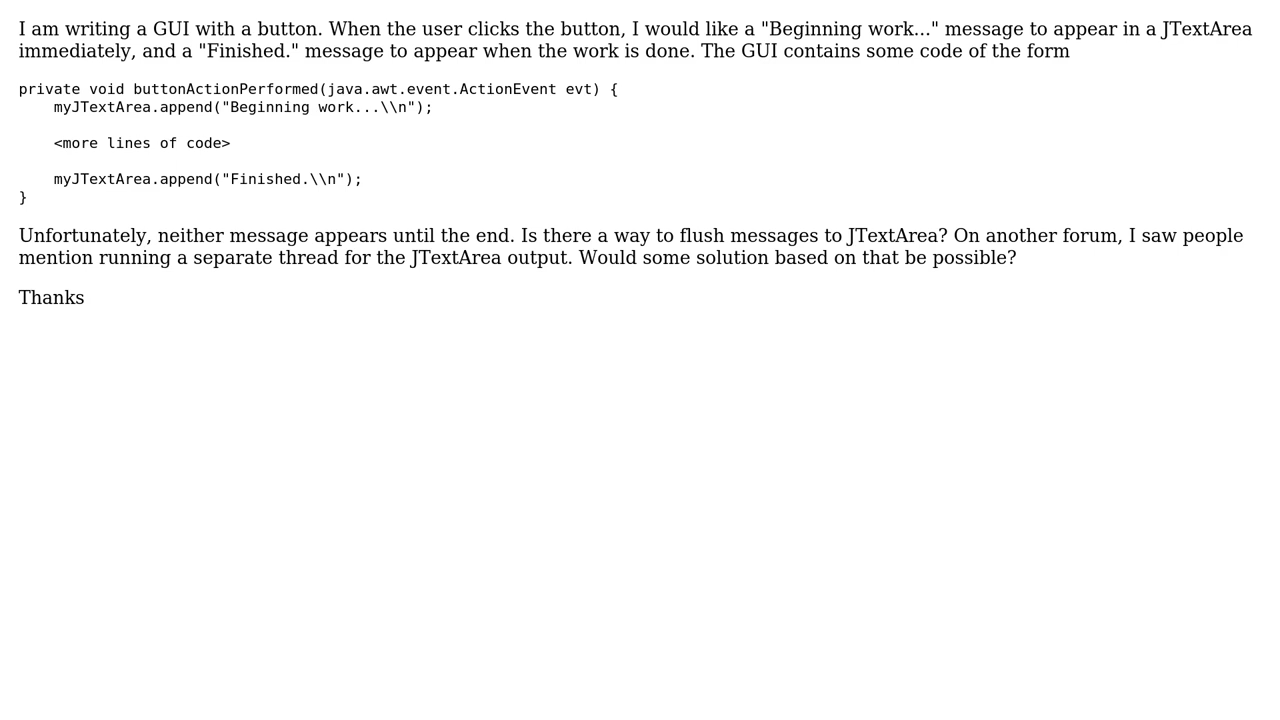 I am writing a GUI with a button. When the user clicks the button, I would like a "Beginning work..." message to appear in a JTextArea
immediately, and a "Finished." message to appear when the work is done. The GUI contains some code of the form
private void buttonActionPerformed(java.awt.event.ActionEvent evt) {
    myJTextArea.append("Beginning work...\\n");
    <more lines of code>
    myJTextArea.append("Finished.\\n");
}
Unfortunately, neither message appears until the end. Is there a way to flush messages to JTextArea? On another forum, I saw people
mention running a separate thread for the JTextArea output. Would some solution based on that be possible?
Thanks